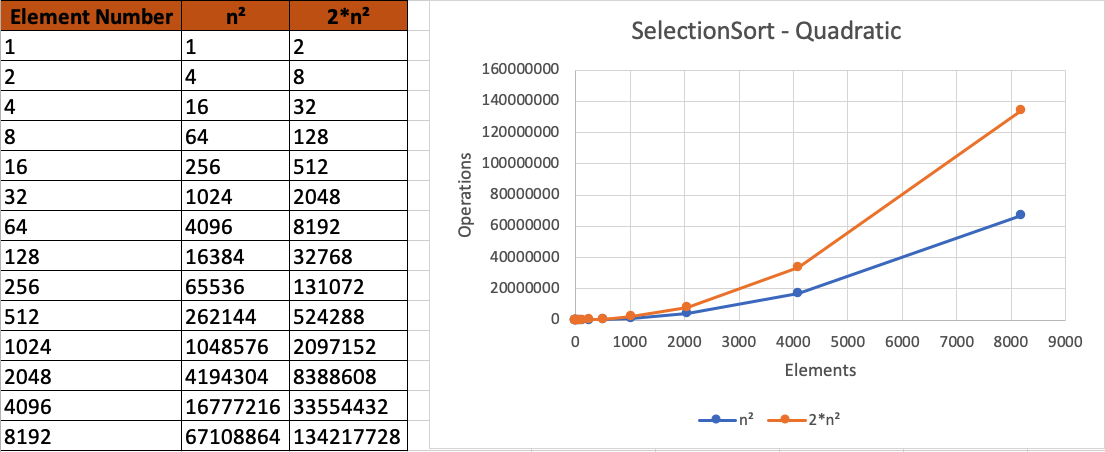 Element Number n² 2*n²
1 1 2
2 4 8
4 16 32
8 64 128
16 256 512
32 1024 2048
64 4096 8192
128 16384 32768
256 65536 131072
512 262144 524288
1024 1048576 2097152
2048 4194304 8388608
4096 16777216 33554432
8192 67108864 134217728
SelectionSort - Quadratic
Operations
160000000
140000000
120000000
100000000
80000000
60000000
40000000
20000000
0
0 1000 2000 3000 4000 5000 6000 7000 8000 9000
Elements
n² 2*n²